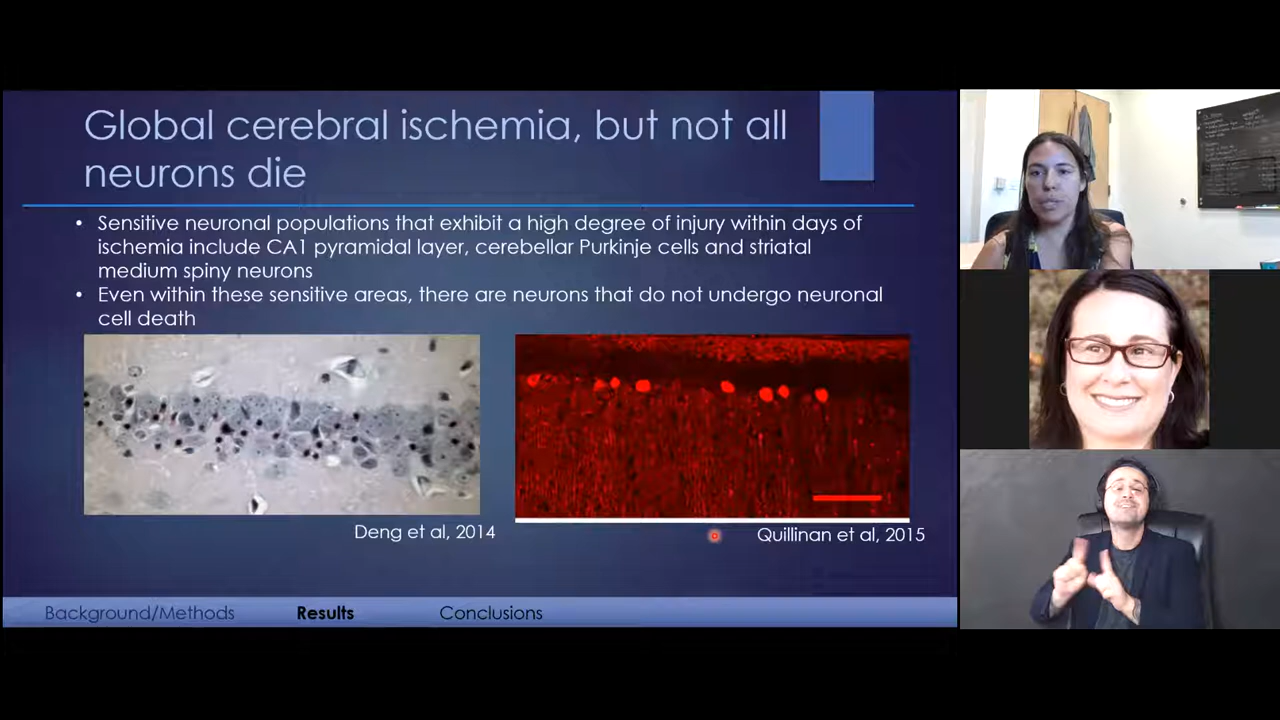 Global cerebral ischemia, but not all
neurons die
• Sensitive neuronal populations that exhibit a high degree of injury within days of
ischemia include CA1 pyramidal layer, cerebellar Purkinje cells and striatal
medium spiny neurons
• Even within these sensitive areas, there are neurons that do not undergo neuronal
cell death
Deng et al, 2014
Quillinan et al, 2015
Background/Methods
Results
Conclusions